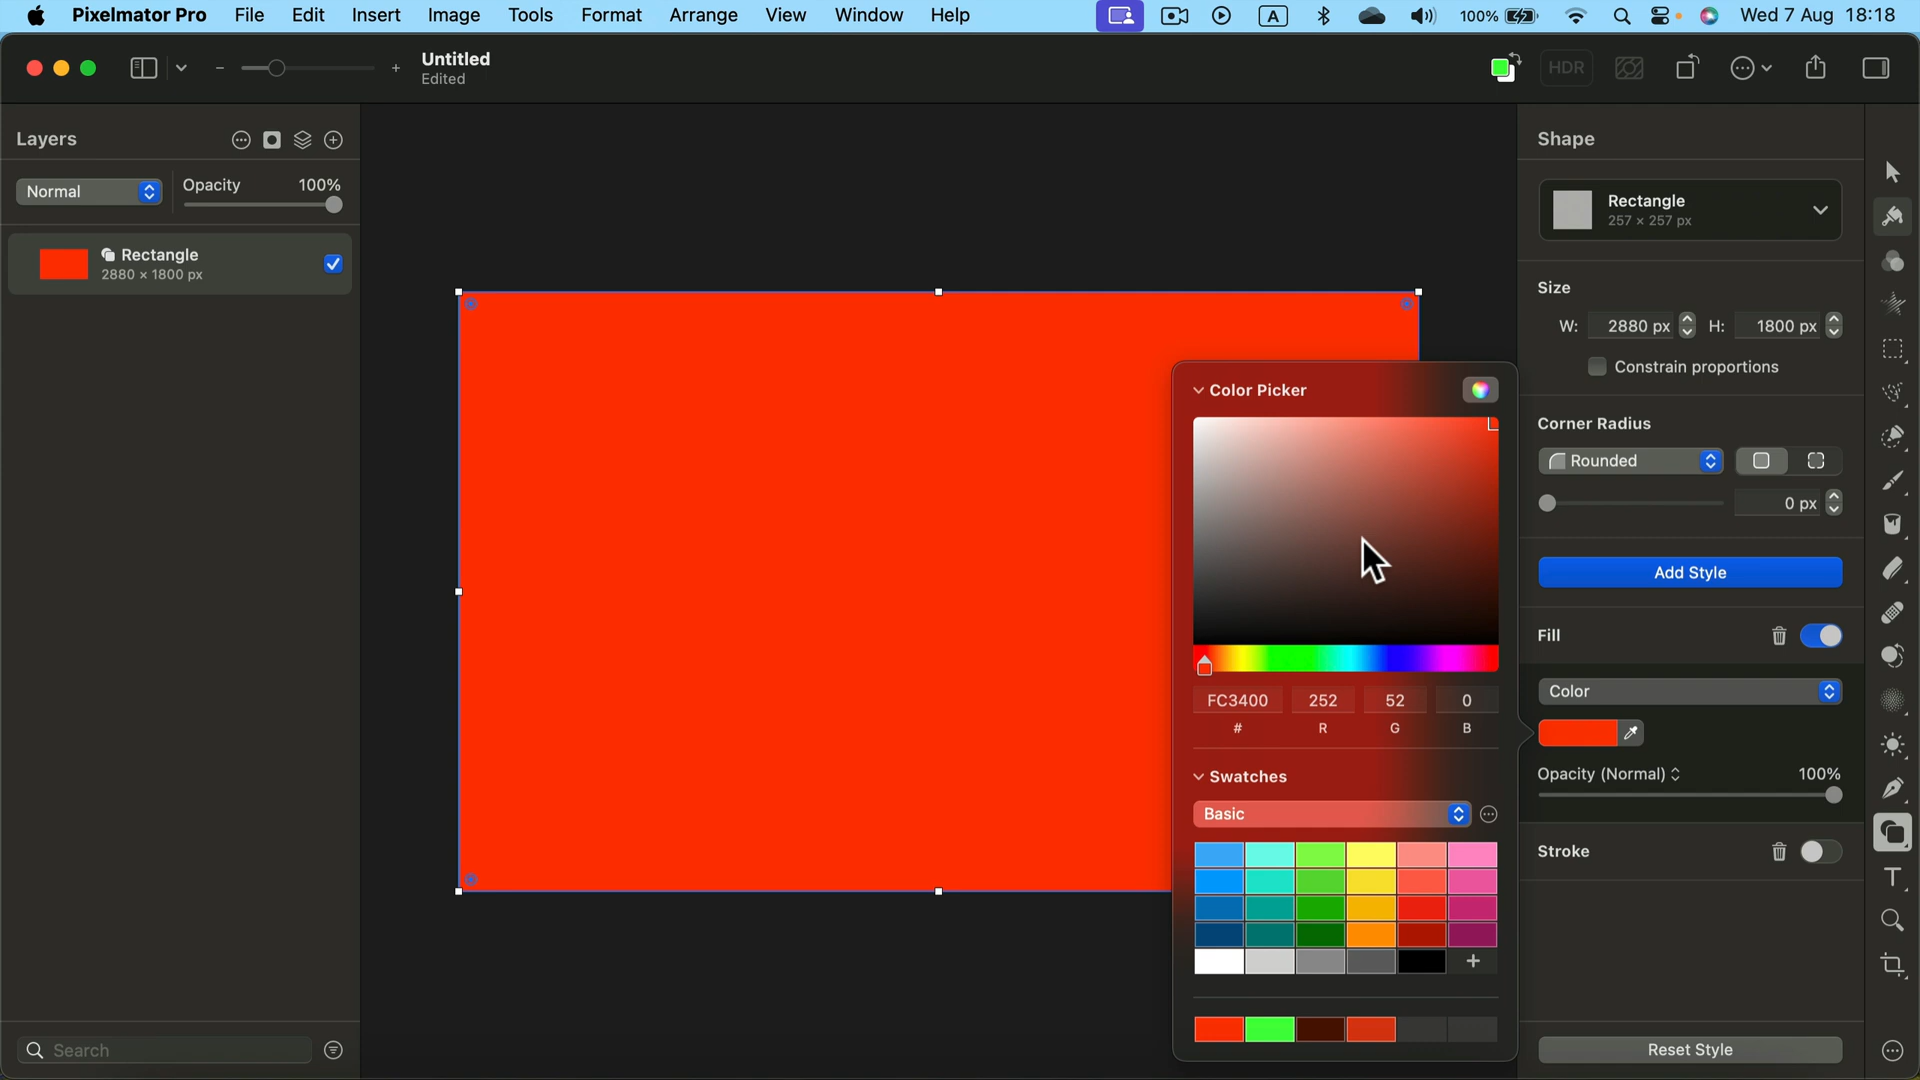 Pixelmator Pro File Edit Insert Image Tools Format Arrange View Window Help A 100% Wed 7 Aug 18:18
Untitled
Edited
HDR
Layers
Normal
Opacity 100%
Rectangle
2880 × 1800 px
Search
Color Picker
FC3400 252 52 0
# R G B
Swatches
Basic
Shape
Rectangle
257 × 257 px
Size
W: 2880 px H: 1800 px
Constrain proportions
Corner Radius
Rounded
0 px
Add Style
Fill
Color
Opacity (Normal) 100%
Stroke
Reset Style
T